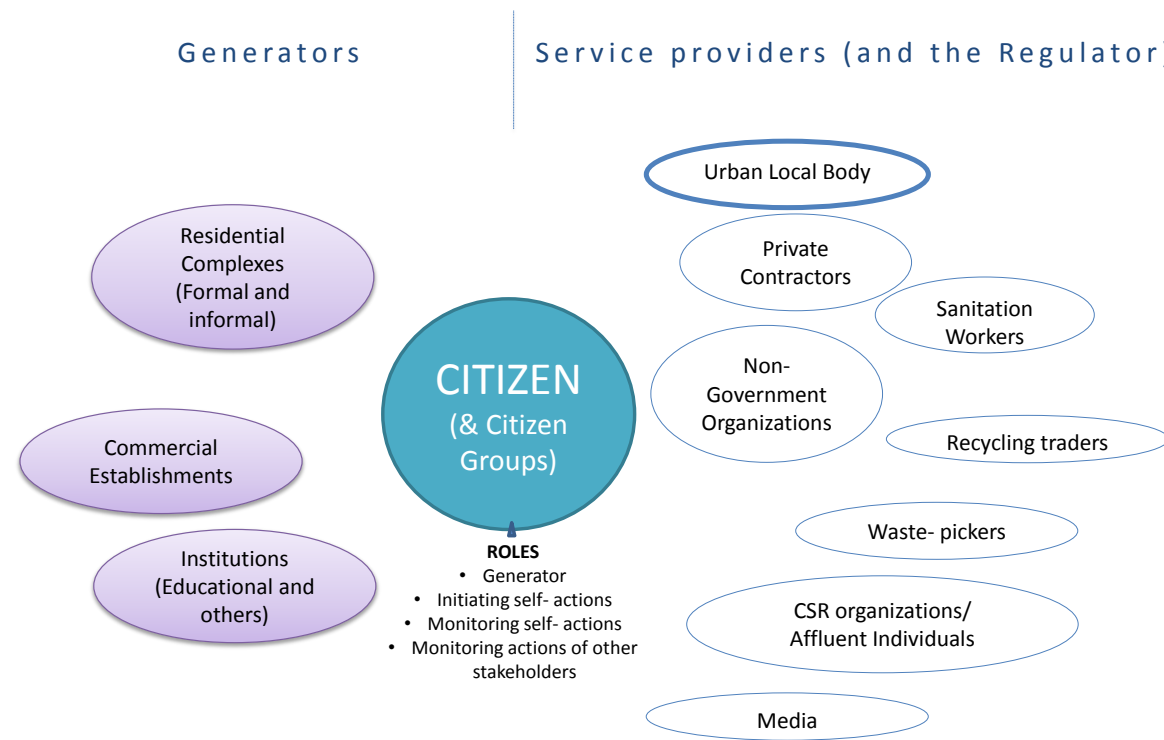 Generators
Service providers (and the Regulator)
Urban Local Body
Residential
Complexes
(Formal and
informal)
Private
Contractors
Sanitation
Workers
CITIZEN
(& Citizen
Groups)
Non-
Government
Organizations
Commercial
Establishments
Recycling traders
Institutions
(Educational and
others)
Waste- pickers
ROLES
• Generator
• Initiating self- actions
• Monitoring self- actions
• Monitoring actions of other
stakeholders
CSR organizations/
Affluent Individuals
Media